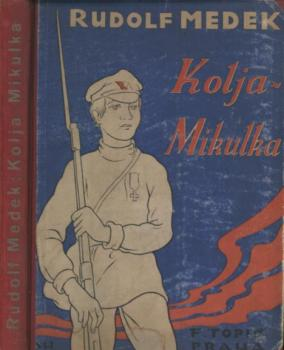 Rudolf Medek: Kolja Mikulka
RUDOLF MEDEK
Kolja-
Mikulka
F. TOPIČ
PRAHA